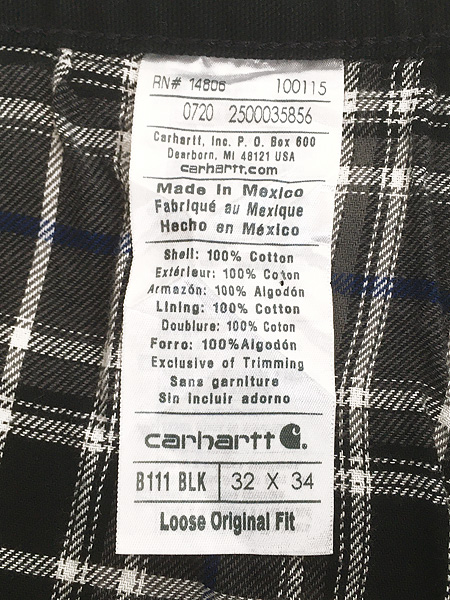 RN# 14806 100115
0720 2500035856
Carhartt, Inc. P. O. Box 600
Dearborn, MI 48121 USA
carhartt.com
Made in Mexico
Fabriqué au Mexique
Hecho en México
Shell: 100% Cotton
Extérieur: 100% Coton
Armazón: 100% Algodón
Lining: 100% Cotton
Doublure: 100% Coton
Forro: 100%Algodón
Exclusive of Trimming
Sans garniture
Sin incluir adorno
carhartt
B111 BLK 32 X 34
Loose Original Fit